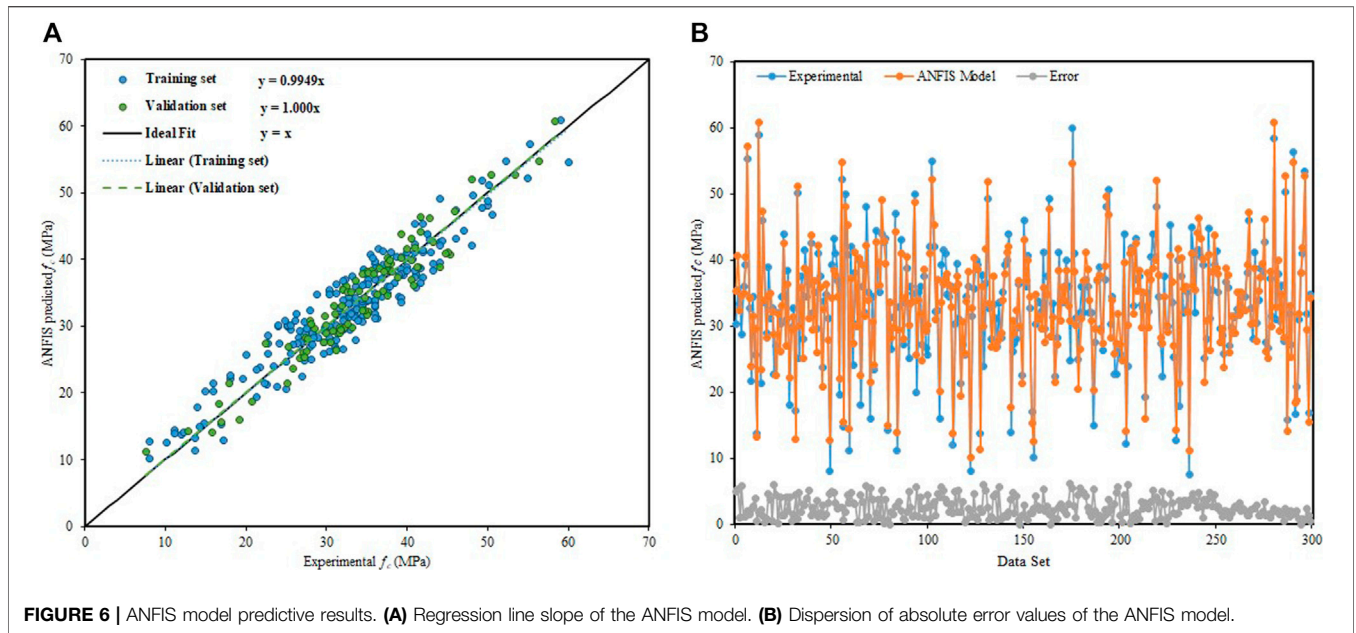 A
70
60
50
40
30
20
10
0
ANFIS predicted fc (MPa)
Training set y = 0.9949x
Validation set y = 1.000x
Ideal Fit y = x
Linear (Training set)
Linear (Validation set)
0 10 20 30 40 50 60 70
Experimental fc (MPa)
B
70
60
50
40
30
20
10
0
ANFIS predicted f'c (MPa)
Experimental ANFIS Model Error
0 50 100 150 200 250 300
Data Set
FIGURE 6 | ANFIS model predictive results. (A) Regression line slope of the ANFIS model. (B) Dispersion of absolute error values of the ANFIS model.